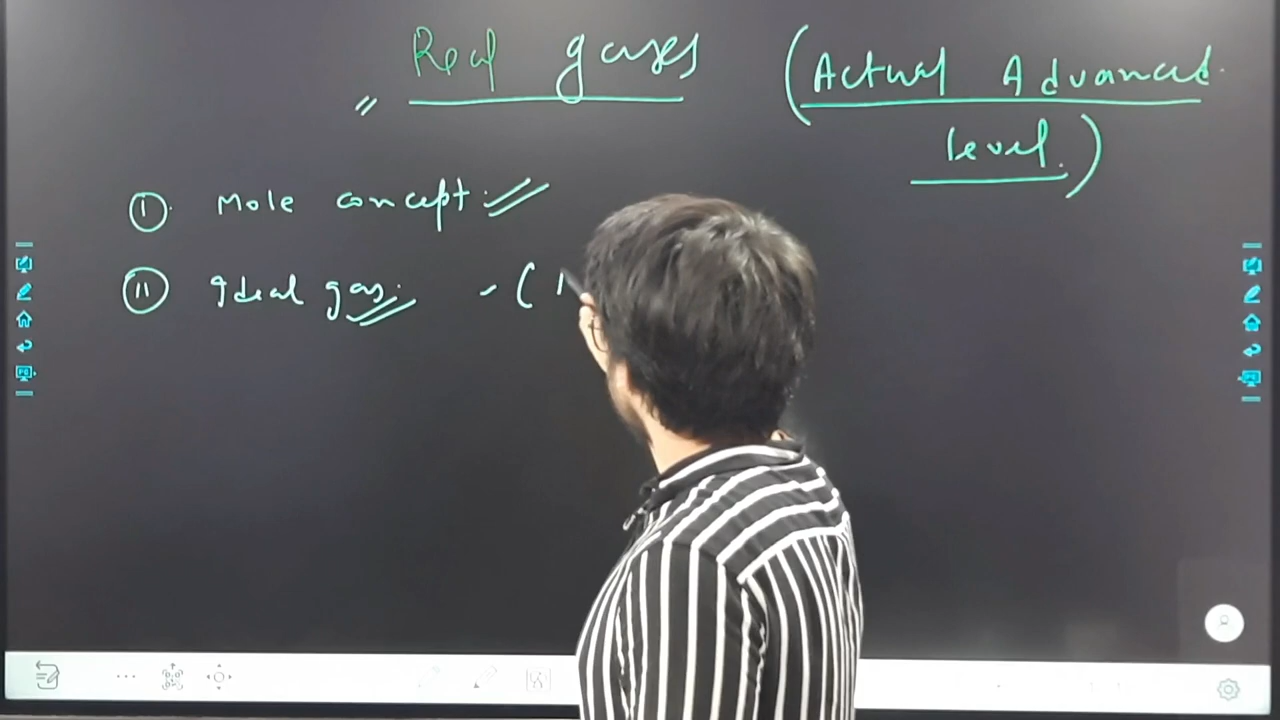 Real gases (Actual Advanced
level.)
(I) Mole concept.
(II) Ideal gas. - (